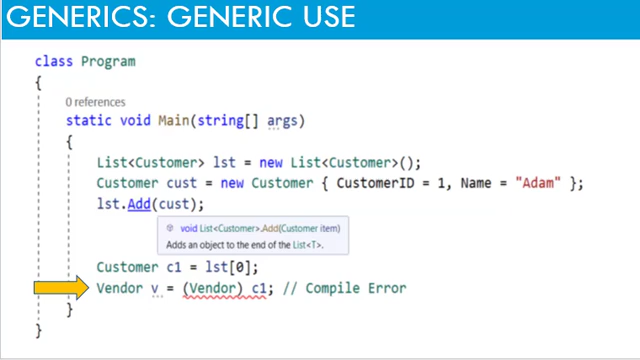 GENERICS: GENERIC USE
class Program
{
0 references
static void Main(string[] args)
{
List<Customer> lst = new List<Customer>();
Customer cust = new Customer { CustomerID = 1, Name = "Adam" };
lst.Add(cust);
void List<Customer>.Add(Customer item)
Adds an object to the end of the List<T>.
Customer c1 = lst[0];
Vendor v = (Vendor) c1; // Compile Error
}
}